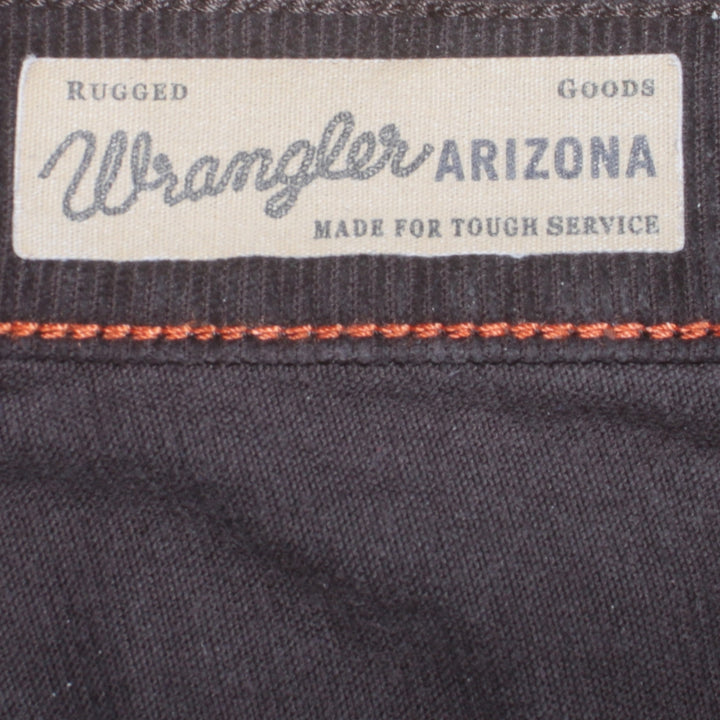 RUGGED GOODS
Wrangler ARIZONA
MADE FOR TOUGH SERVICE